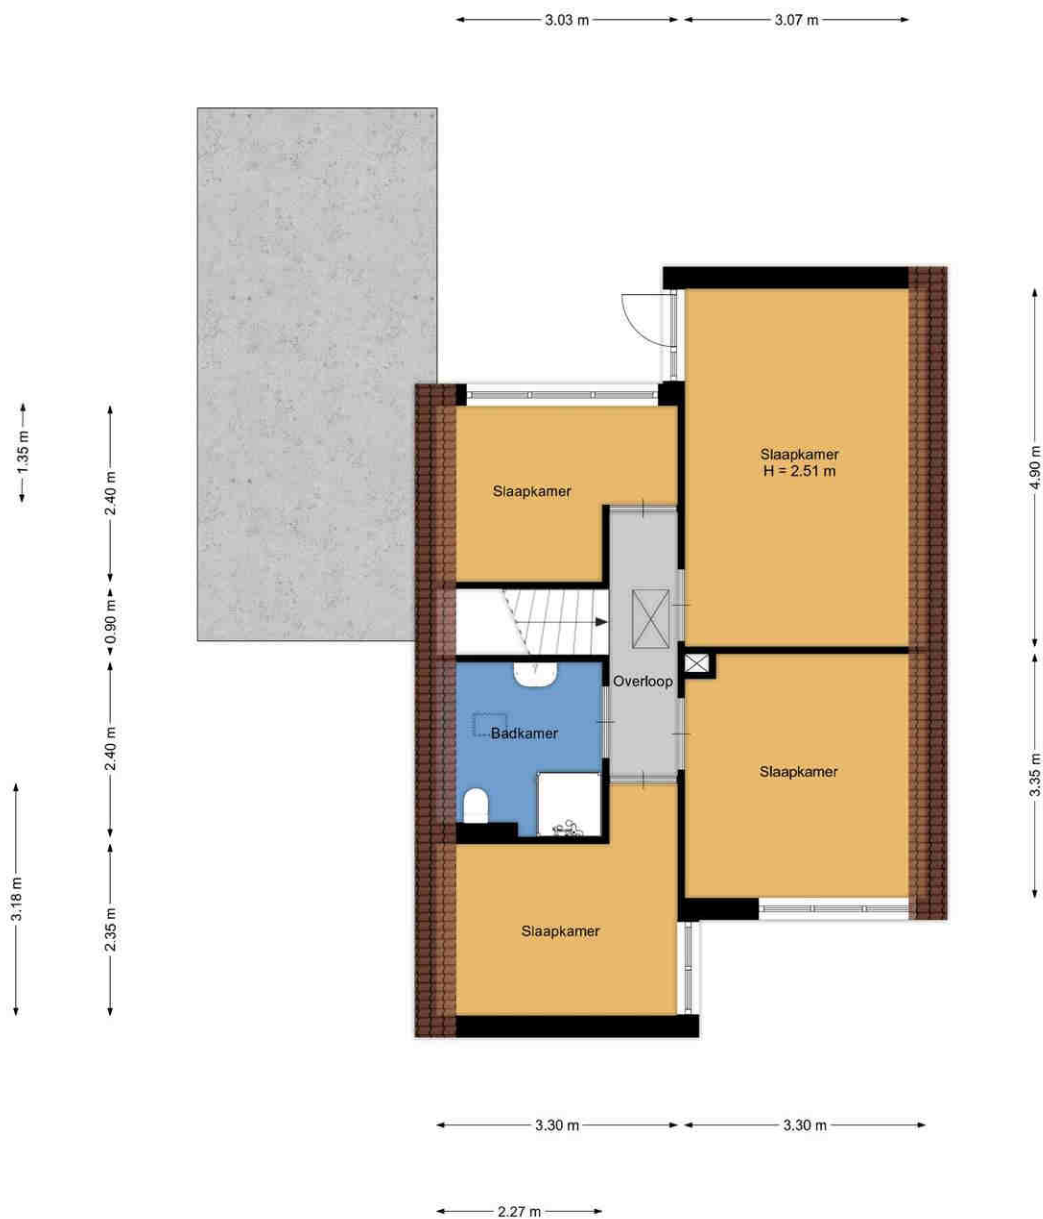 3.03 m
3.07 m
1.35 m
2.40 m
Slaapkamer
H = 2.51 m
4.90 m
Slaapkamer
0.90 m
Overloop
2.40 m
Badkamer
Slaapkamer
3.35 m
3.18 m
2.35 m
Slaapkamer
3.30 m
3.30 m
2.27 m